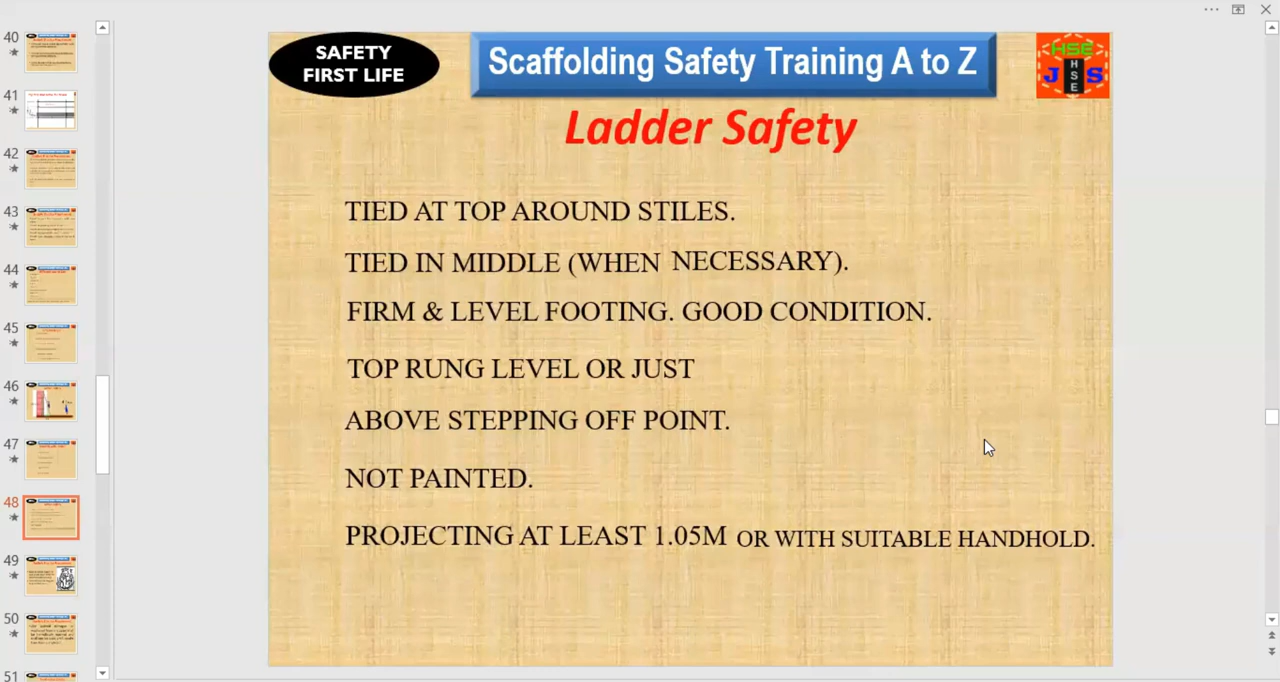 40
41
42
43
44
45
46
47
48
49
50
51
SAFETY
FIRST LIFE
Scaffolding Safety Training A to Z
HSE
J HSE S
Ladder Safety
TIED AT TOP AROUND STILES.
TIED IN MIDDLE (WHEN NECESSARY).
FIRM & LEVEL FOOTING. GOOD CONDITION.
TOP RUNG LEVEL OR JUST
ABOVE STEPPING OFF POINT.
NOT PAINTED.
PROJECTING AT LEAST 1.05M OR WITH SUITABLE HANDHOLD.